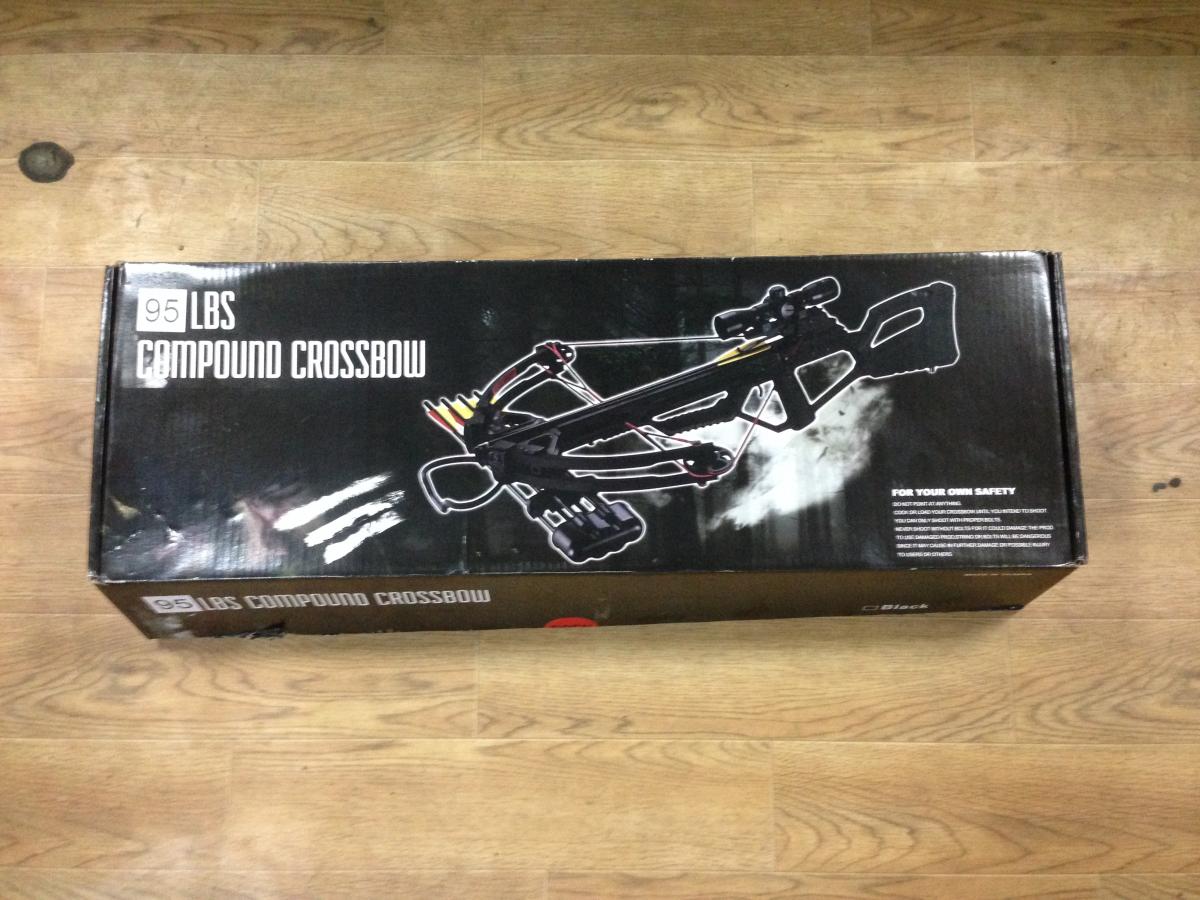 95 LBS
COMPOUND CROSSBOW
FOR YOUR OWN SAFETY
DO NOT POINT AT ANYTHING.
COCK OR LOAD YOUR CROSSBOW UNTIL YOU INTEND TO SHOOT.
YOU CAN ONLY SHOOT WITH PROPER BOLTS.
NEVER SHOOT WITHOUT BOLTS FOR IT COULD DAMAGE THE PROD.
TO USE DAMAGED PROD,STRING OR BOLTS WILL BE DANGEROUS
SINCE IT MAY CAUSE IN FURTHER DAMAGE OR POSSIBLE INJURY
TO USERS OR OTHERS.
95 LBS COMPOUND CROSSBOW
Black